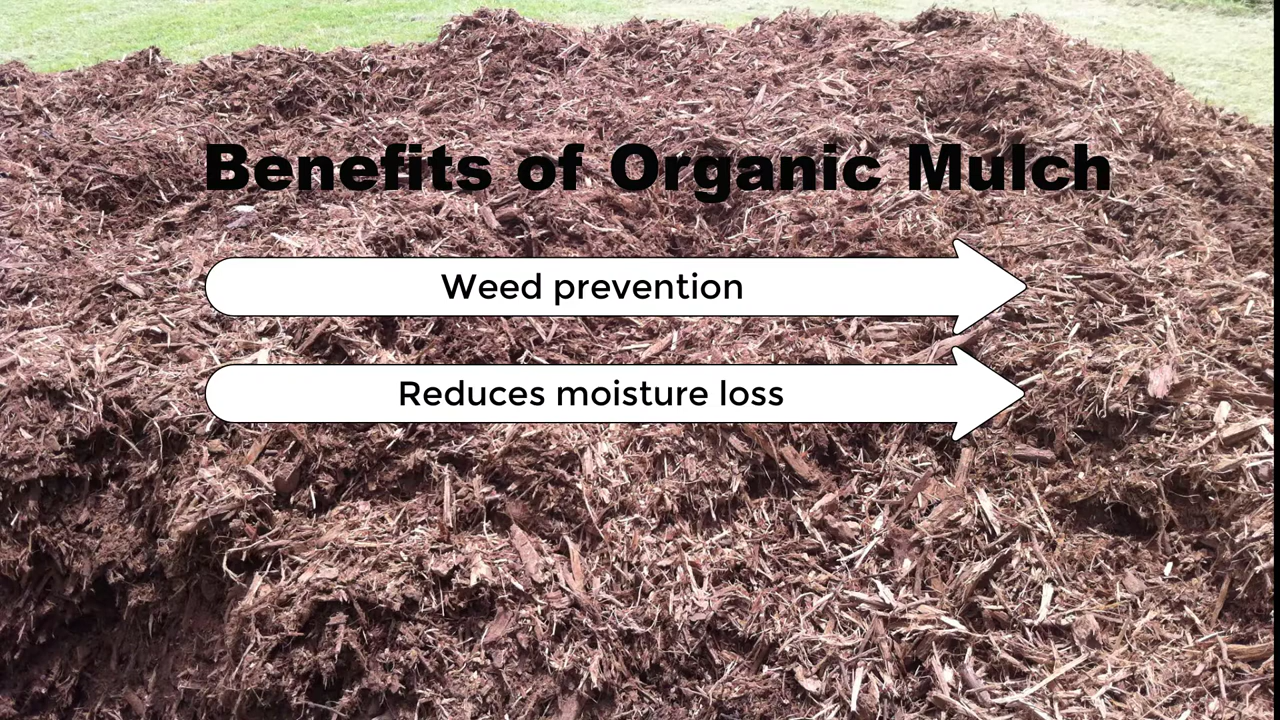 Benefits of Organic Mulch
Weed prevention
Reduces moisture loss